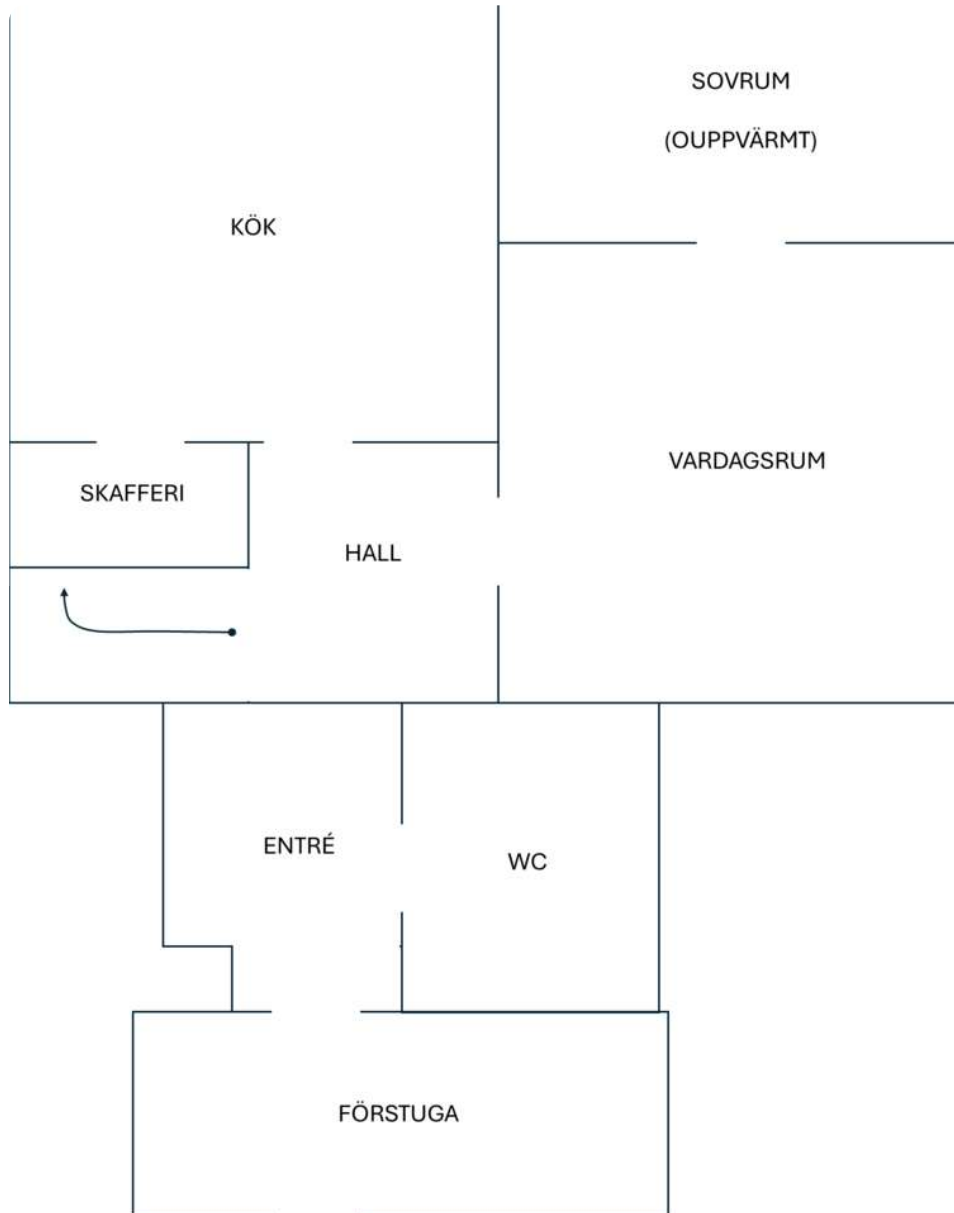 SOVRUM
(OUPPVÄRMT)
KÖK
VARDAGSRUM
SKAFFERI
HALL
ENTRÉ
WC
FÖRSTUGA